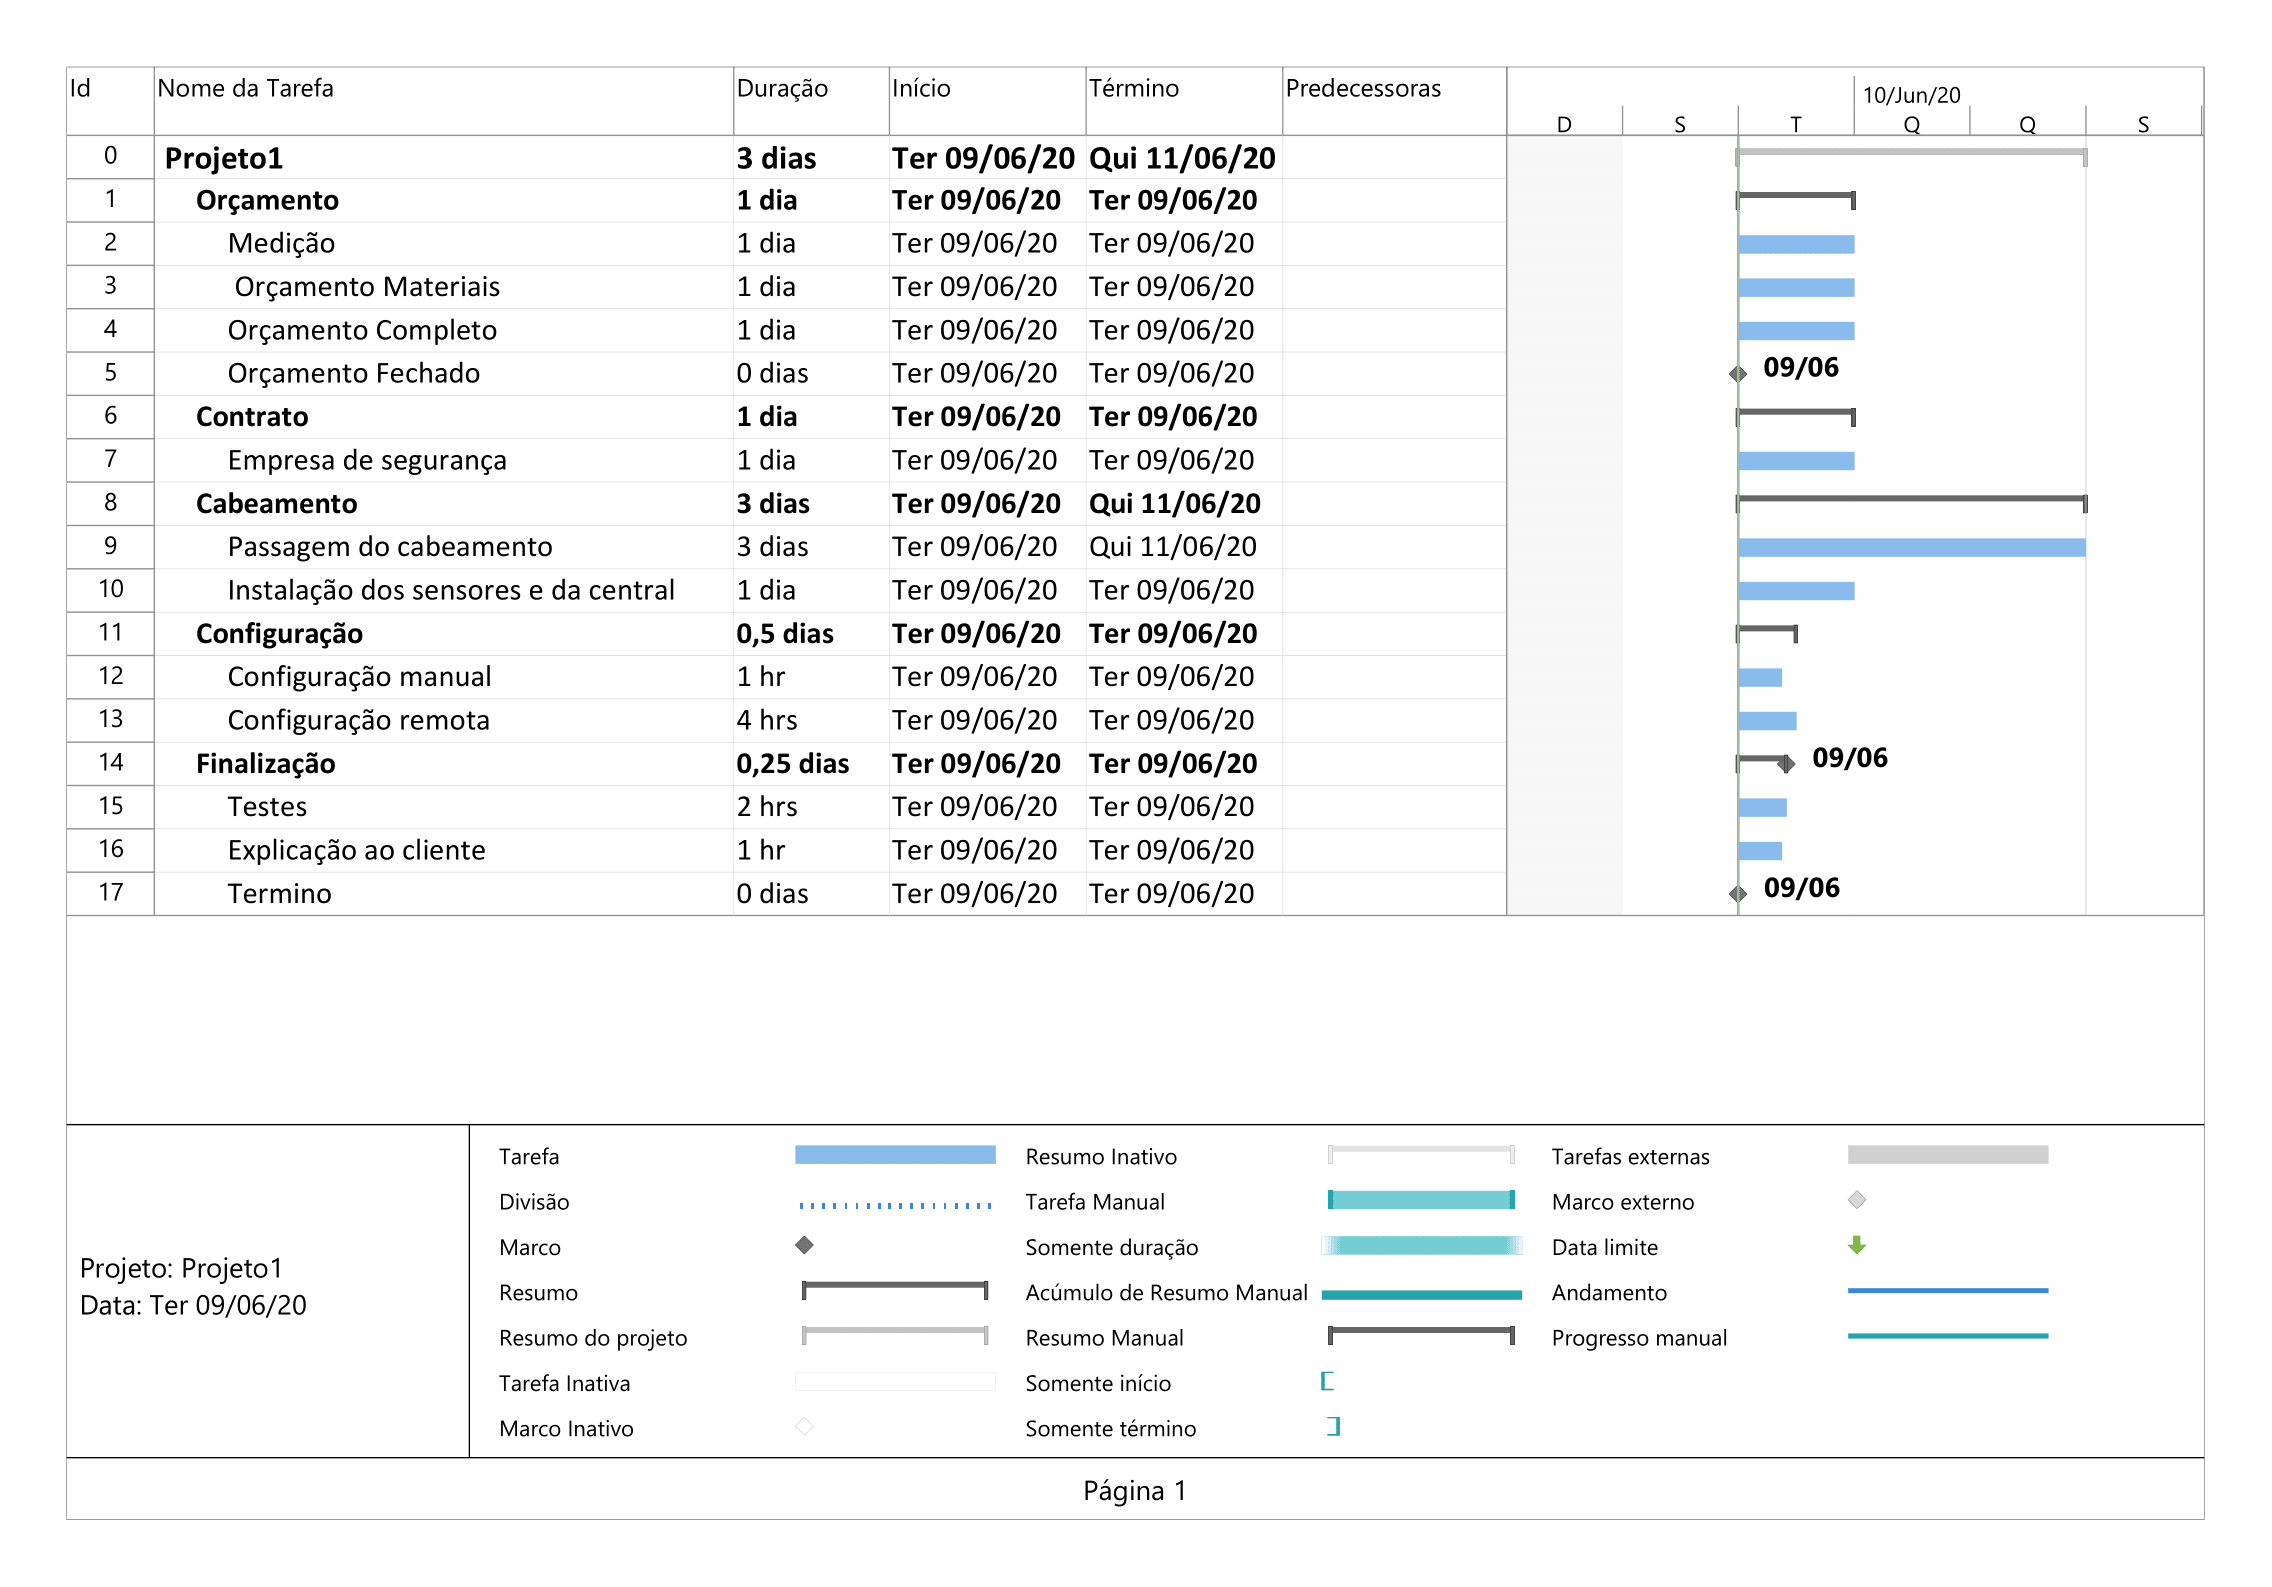 Id Nome da Tarefa Duração Início Término Predecessoras
10/Jun/20
D S T Q Q S
0 Projeto1 3 dias Ter 09/06/20 Qui 11/06/20
1 Orçamento 1 dia Ter 09/06/20 Ter 09/06/20
2 Medição 1 dia Ter 09/06/20 Ter 09/06/20
3 Orçamento Materiais 1 dia Ter 09/06/20 Ter 09/06/20
4 Orçamento Completo 1 dia Ter 09/06/20 Ter 09/06/20
5 Orçamento Fechado 0 dias Ter 09/06/20 Ter 09/06/20 09/06
6 Contrato 1 dia Ter 09/06/20 Ter 09/06/20
7 Empresa de segurança 1 dia Ter 09/06/20 Ter 09/06/20
8 Cabeamento 3 dias Ter 09/06/20 Qui 11/06/20
9 Passagem do cabeamento 3 dias Ter 09/06/20 Qui 11/06/20
10 Instalação dos sensores e da central 1 dia Ter 09/06/20 Ter 09/06/20
11 Configuração 0,5 dias Ter 09/06/20 Ter 09/06/20
12 Configuração manual 1 hr Ter 09/06/20 Ter 09/06/20
13 Configuração remota 4 hrs Ter 09/06/20 Ter 09/06/20
14 Finalização 0,25 dias Ter 09/06/20 Ter 09/06/20 09/06
15 Testes 2 hrs Ter 09/06/20 Ter 09/06/20
16 Explicação ao cliente 1 hr Ter 09/06/20 Ter 09/06/20
17 Termino 0 dias Ter 09/06/20 Ter 09/06/20 09/06
Projeto: Projeto1
Data: Ter 09/06/20
Tarefa Resumo Inativo Tarefas externas
Divisão Tarefa Manual Marco externo
Marco Somente duração Data limite
Resumo Acúmulo de Resumo Manual Andamento
Resumo do projeto Resumo Manual Progresso manual
Tarefa Inativa Somente início
Marco Inativo Somente término
Página 1